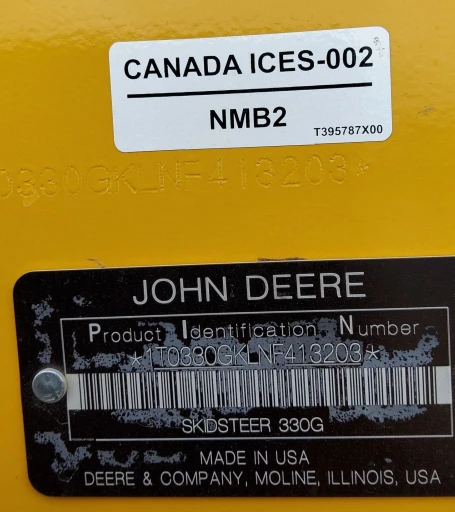 CANADA ICES-002
NMB2
T395787X00
T0330GKLNF413203*
JOHN DEERE
Product Identification Number
*1T0330GKLNF413203*
SKIDSTEER 330G
MADE IN USA
DEERE & COMPANY, MOLINE, ILLINOIS, USA